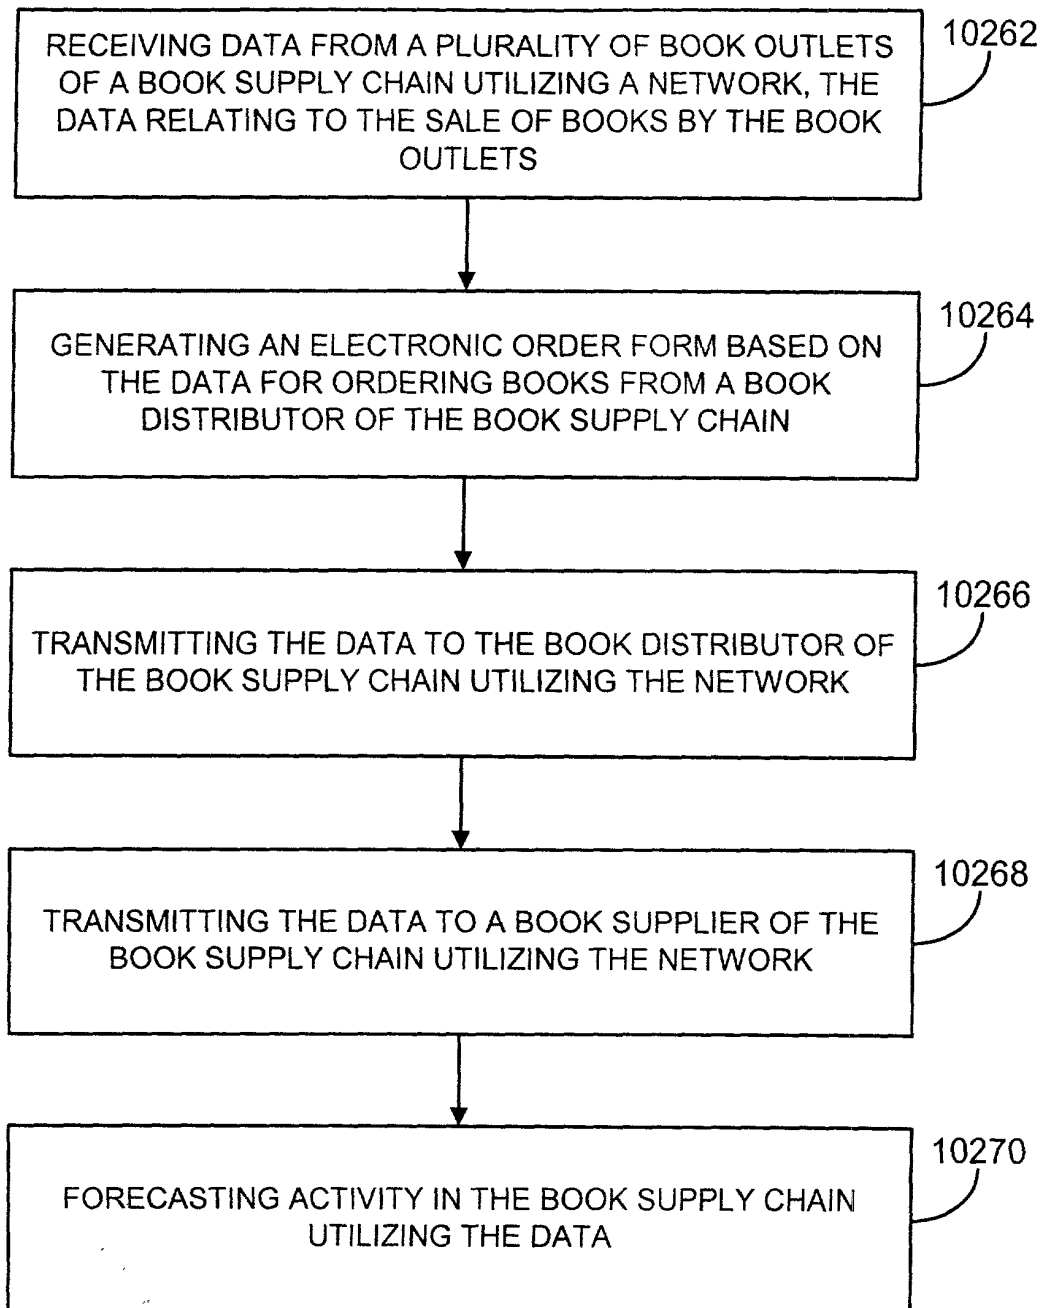 RECEIVING DATA FROM A PLURALITY OF BOOK OUTLETS
OF A BOOK SUPPLY CHAIN UTILIZING A NETWORK, THE
DATA RELATING TO THE SALE OF BOOKS BY THE BOOK
OUTLETS
10262
GENERATING AN ELECTRONIC ORDER FORM BASED ON
THE DATA FOR ORDERING BOOKS FROM A BOOK
DISTRIBUTOR OF THE BOOK SUPPLY CHAIN
10264
TRANSMITTING THE DATA TO THE BOOK DISTRIBUTOR OF
THE BOOK SUPPLY CHAIN UTILIZING THE NETWORK
10266
TRANSMITTING THE DATA TO A BOOK SUPPLIER OF THE
BOOK SUPPLY CHAIN UTILIZING THE NETWORK
10268
FORECASTING ACTIVITY IN THE BOOK SUPPLY CHAIN
UTILIZING THE DATA
10270